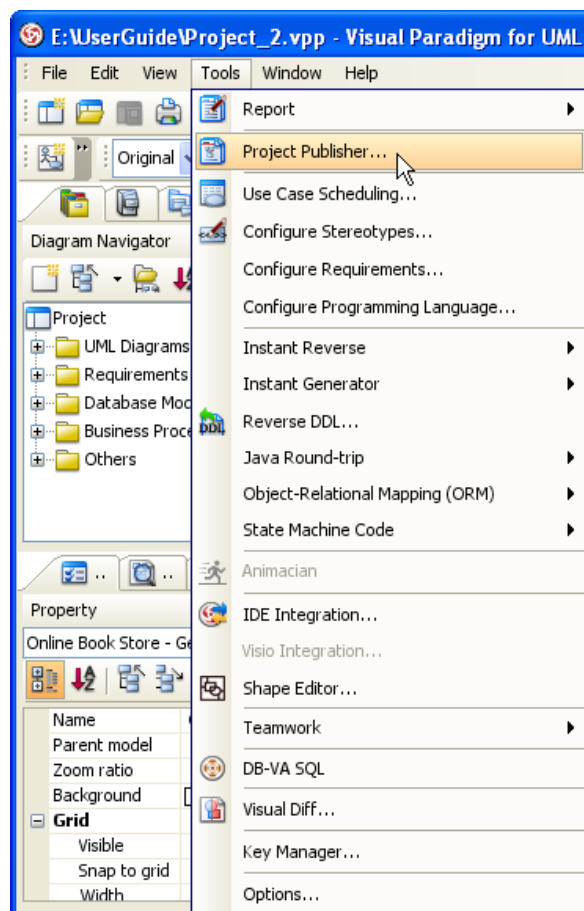 E:\UserGuide\Project_2.vpp - Visual Paradigm for UML
File Edit View Tools Window Help
Original
Diagram Navigator
Project
UML Diagrams
Requirements
Database Mod
Business Proce
Others
Property
Online Book Store - Ge
Name
Parent model
Zoom ratio
Background
Grid
Visible
Snap to grid
Width
Report
Project Publisher...
Use Case Scheduling...
Configure Stereotypes...
Configure Requirements...
Configure Programming Language...
Instant Reverse
Instant Generator
DDL
Reverse DDL...
Java Round-trip
Object-Relational Mapping (ORM)
State Machine Code
Animacian
IDE Integration...
Visio Integration...
Shape Editor...
Teamwork
DB-VA SQL
Visual Diff...
Key Manager...
Options...